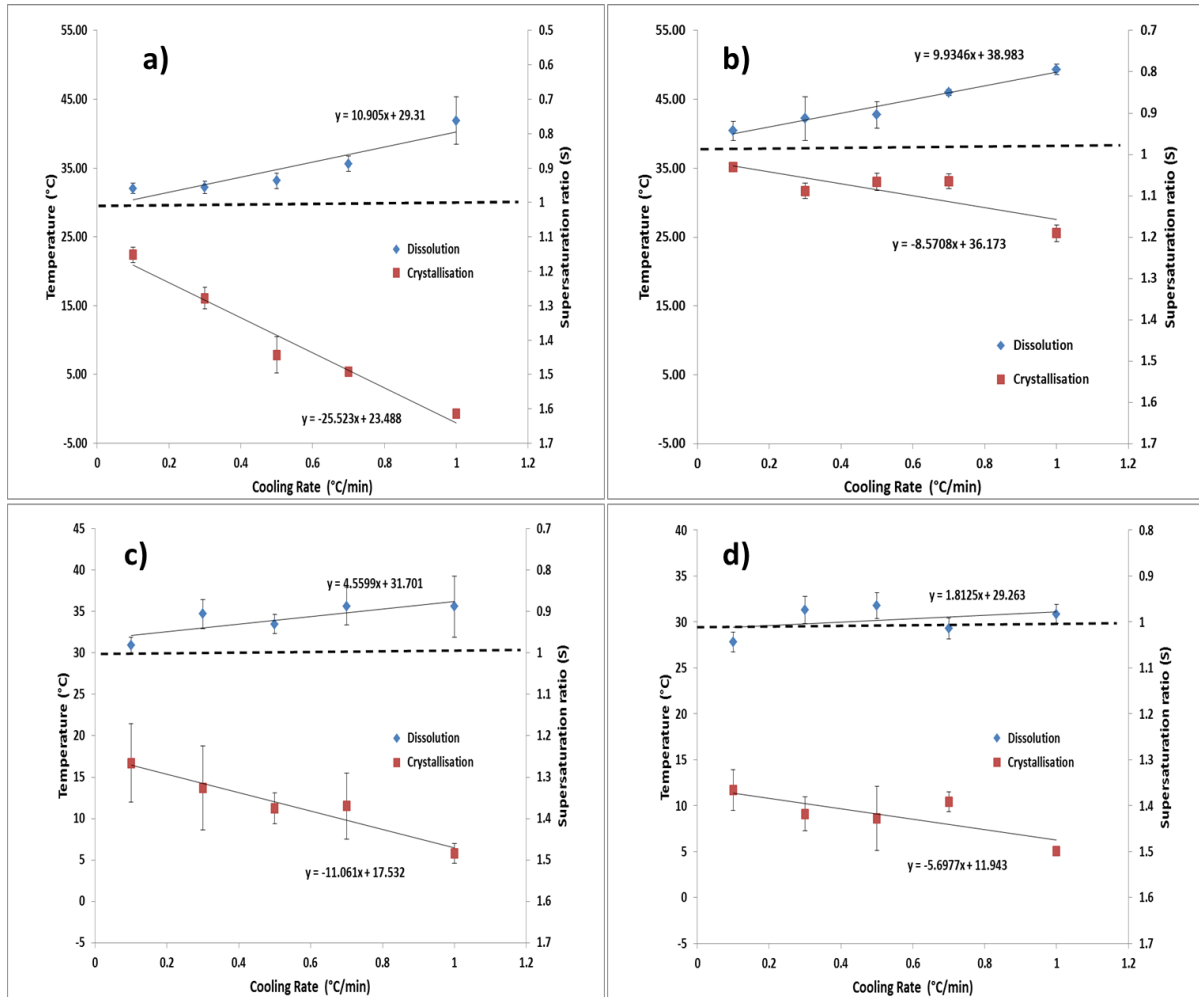 a)
55.00
45.00
35.00
25.00
15.00
5.00
-5.00
Temperature (°C)
0.5
0.6
0.7
0.8
0.9
1
1.1
1.2
1.3
1.4
1.5
1.6
1.7
Supersaturation ratio (S)
y = 10.905x + 29.31
Dissolution
Crystallisation
y = -25.523x + 23.488
0 0.2 0.4 0.6 0.8 1 1.2
Cooling Rate (°C/min)
b)
55.00
45.00
35.00
25.00
15.00
5.00
-5.00
Temperature (°C)
0.7
0.8
0.9
1
1.1
1.2
1.3
1.4
1.5
1.6
1.7
Supersaturation ratio (S)
y = 9.9346x + 38.983
y = -8.5708x + 36.173
Dissolution
Crystallisation
0 0.2 0.4 0.6 0.8 1 1.2
Cooling Rate (°C/min)
c)
45
40
35
30
25
20
15
10
5
0
-5
Temperature (°C)
0.7
0.8
0.9
1
1.1
1.2
1.3
1.4
1.5
1.6
1.7
Supersaturation ratio (S)
y = 4.5599x + 31.701
Dissolution
Crystallisation
y = -11.061x + 17.532
0 0.2 0.4 0.6 0.8 1 1.2
Cooling Rate (°C/min)
d)
40
35
30
25
20
15
10
5
0
-5
Temperature (°C)
0.8
0.9
1
1.1
1.2
1.3
1.4
1.5
1.6
1.7
Supersaturation ratio (S)
y = 1.8125x + 29.263
Dissolution
Crystallisation
y = -5.6977x + 11.943
0 0.2 0.4 0.6 0.8 1 1.2
Cooling Rate (°C/min)